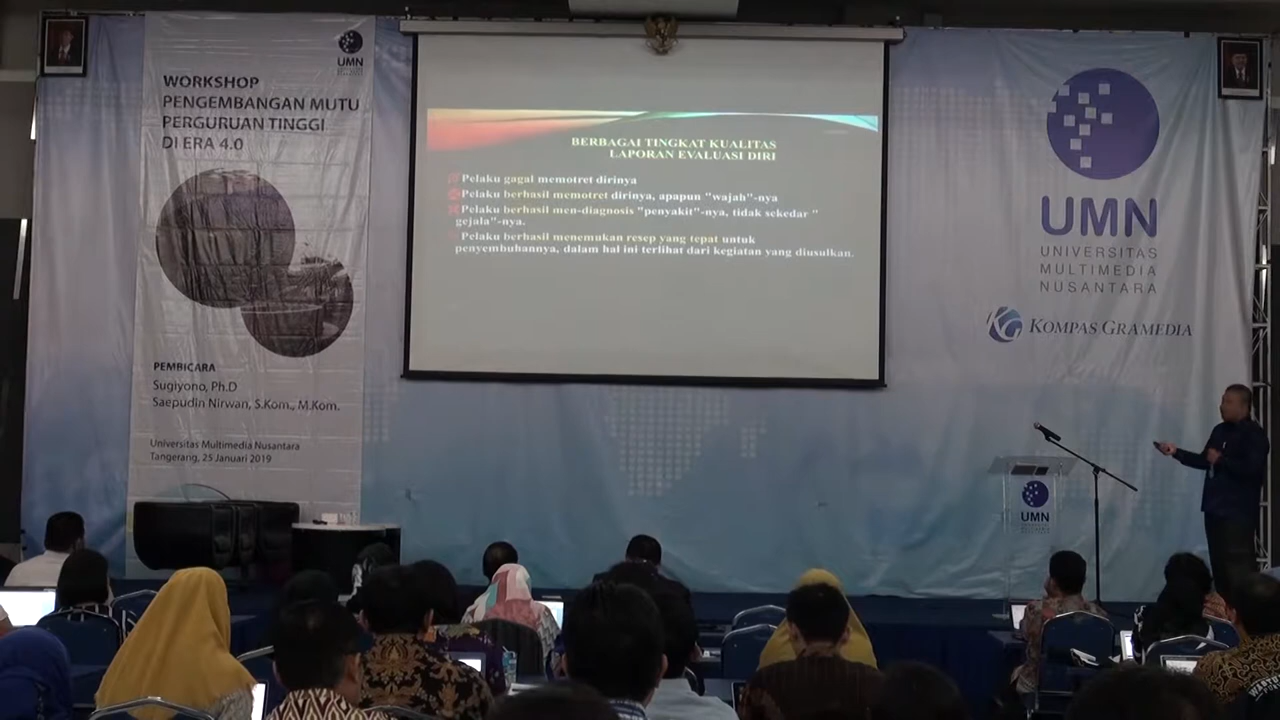 UMN
WORKSHOP
PENGEMBANGAN MUTU
PERGURUAN TINGGI
DI ERA 4.0
PEMBICARA
Sugiyono, Ph.D
Saepudin Nirwan, S.Kom., M.Kom.
Universitas Multimedia Nusantara
Tangerang, 25 Januari 2019
BERBAGAI TINGKAT KUALITAS
LAPORAN EVALUASI DIRI
Pelaku gagal memotret dirinya
Pelaku berhasil memotret dirinya, apapun "wajah"-nya
Pelaku berhasil men-diagnosis "penyakit"-nya, tidak sekedar "
gejala"-nya.
Pelaku berhasil menemukan resep yang tepat untuk
penyembuhannya, dalam hal ini terlihat dari kegiatan yang diusulkan.
UMN
UNIVERSITAS
MULTIMEDIA
NUSANTARA
KG KOMPAS GRAMEDIA
UMN